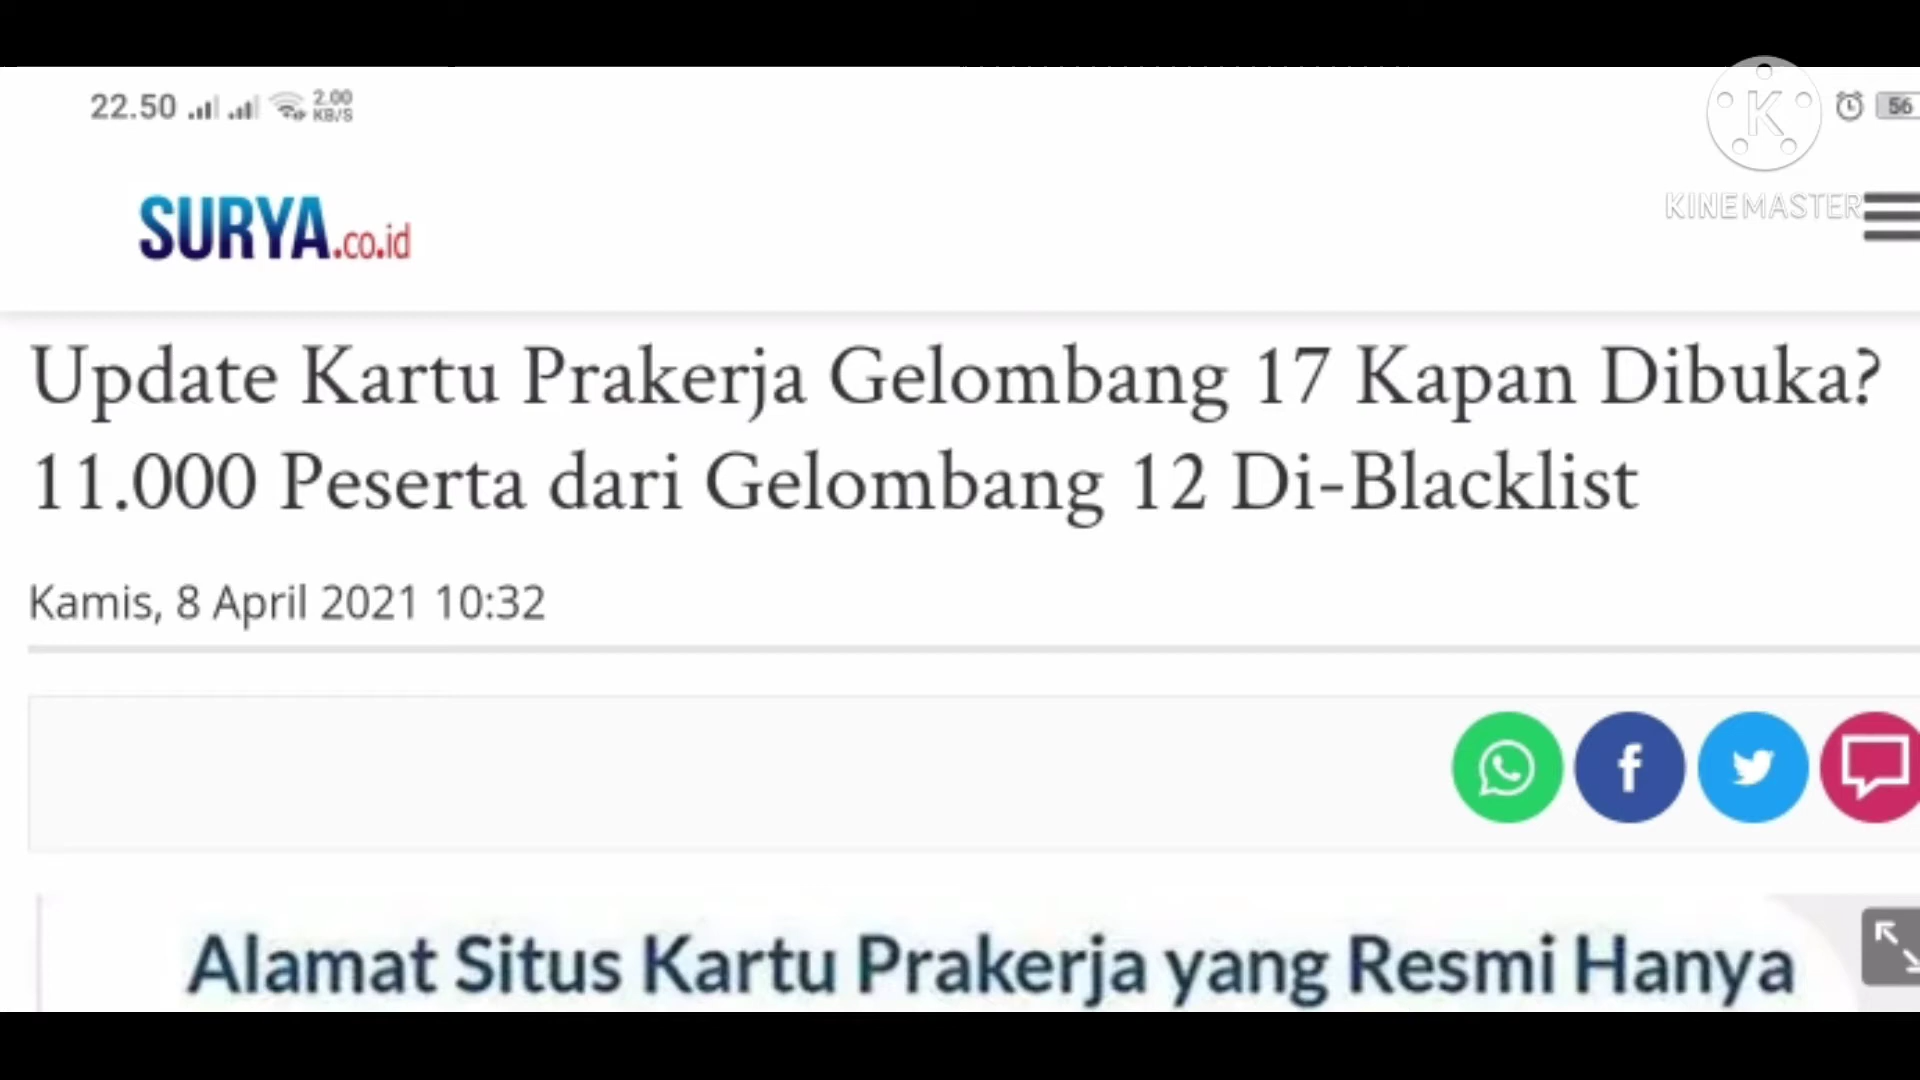 22.50
2.00
KB/S
56
K
KINEMASTER
SURYA.co.id
Update Kartu Prakerja Gelombang 17 Kapan Dibuka?
11.000 Peserta dari Gelombang 12 Di-Blacklist
Kamis, 8 April 2021 10:32
f
Alamat Situs Kartu Prakerja yang Resmi Hanya